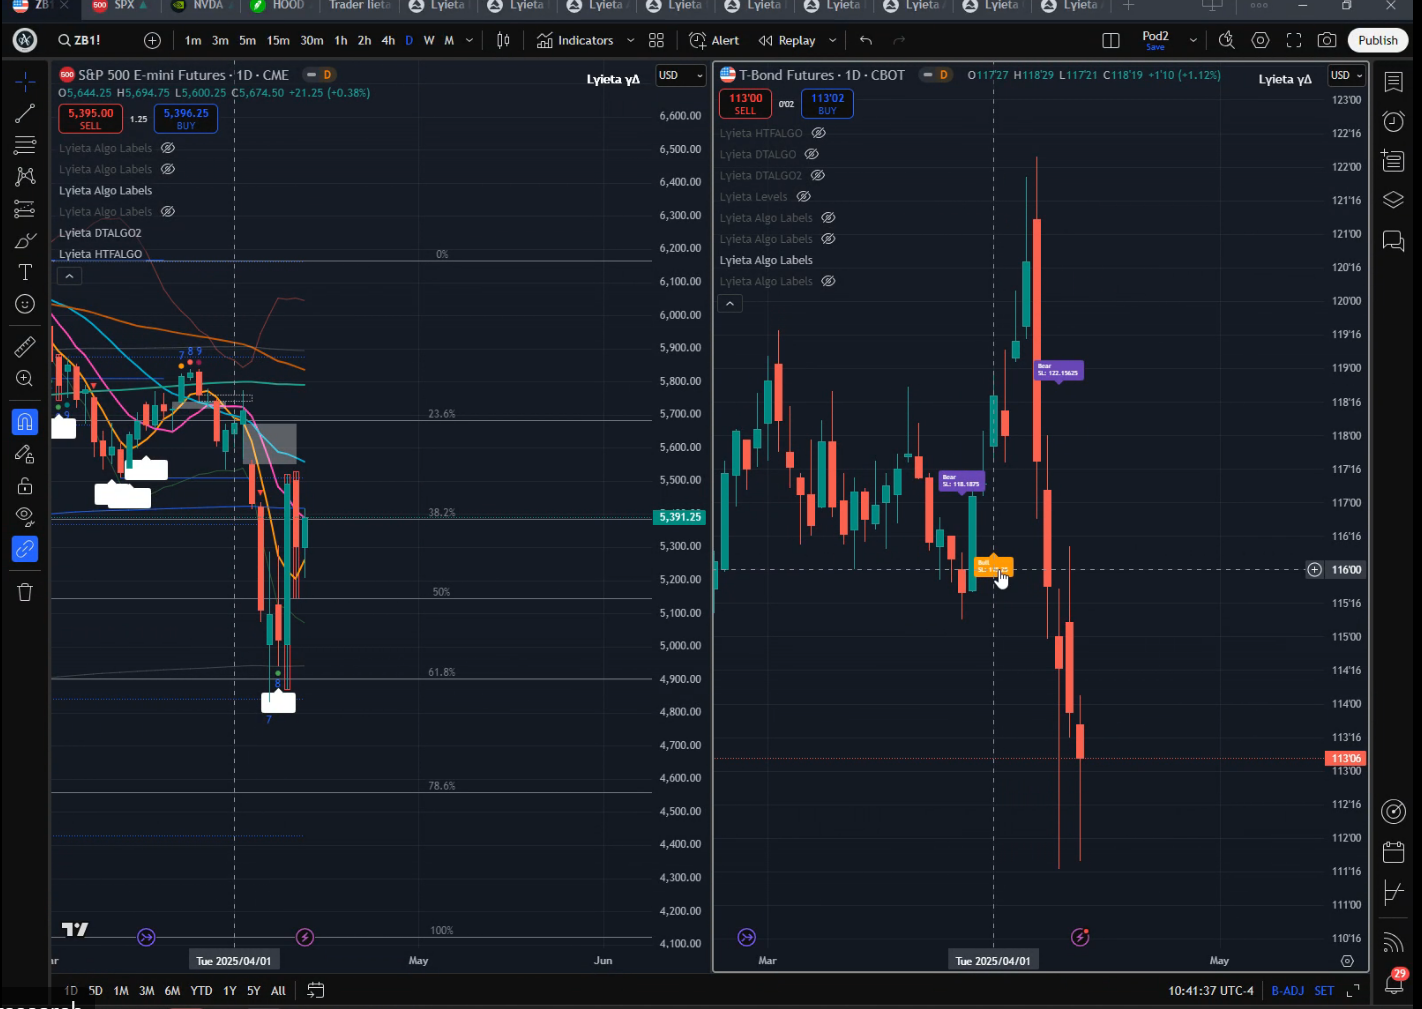 ZB1
SPX
NVDA
HOOD
Trader lieta
Lyieta
Lyieta
Lyieta
Lyieta
Lyieta
Lyieta
Lyieta
Lyieta
Lyieta
ZB1!
1m 3m 5m 15m 30m 1h 2h 4h D W M
Indicators
Alert
Replay
Pod2
Save
Publish
S&P 500 E-mini Futures · 1D · CME
D
O5,644.25 H5,694.75 L5,600.25 C5,674.50 +21.25 (+0.38%)
Lyieta γΔ
USD
5,395.00
SELL
1.25
5,396.25
BUY
Lyieta Algo Labels
Lyieta Algo Labels
Lyieta Algo Labels
Lyieta Algo Labels
Lyieta DTALGO2
Lyieta HTFALGO
0%
23.6%
38.2%
50%
61.8%
78.6%
100%
7 8 9
9
8
7
6,600.00
6,500.00
6,400.00
6,300.00
6,200.00
6,100.00
6,000.00
5,900.00
5,800.00
5,700.00
5,600.00
5,500.00
5,391.25
5,300.00
5,200.00
5,100.00
5,000.00
4,900.00
4,800.00
4,700.00
4,600.00
4,500.00
4,400.00
4,300.00
4,200.00
4,100.00
Tue 2025/04/01
May
Jun
T-Bond Futures · 1D · CBOT
D
O117'27 H118'29 L117'21 C118'19 +1'10 (+1.12%)
Lyieta γΔ
USD
113'00
SELL
0'02
113'02
BUY
Lyieta HTFALGO
Lyieta DTALGO
Lyieta DTALGO2
Lyieta Levels
Lyieta Algo Labels
Lyieta Algo Labels
Lyieta Algo Labels
Lyieta Algo Labels
Bear
SL: 122.15625
Bear
SL: 118.1875
Bull
123'00
122'16
122'00
121'16
121'00
120'16
120'00
119'16
119'00
118'16
118'00
117'16
117'00
116'16
116'00
115'16
115'00
114'16
114'00
113'16
113'06
113'00
112'16
112'00
111'16
111'00
110'16
Mar
Tue 2025/04/01
May
1D 5D 1M 3M 6M YTD 1Y 5Y All
10:41:37 UTC-4
B-ADJ
SET
29